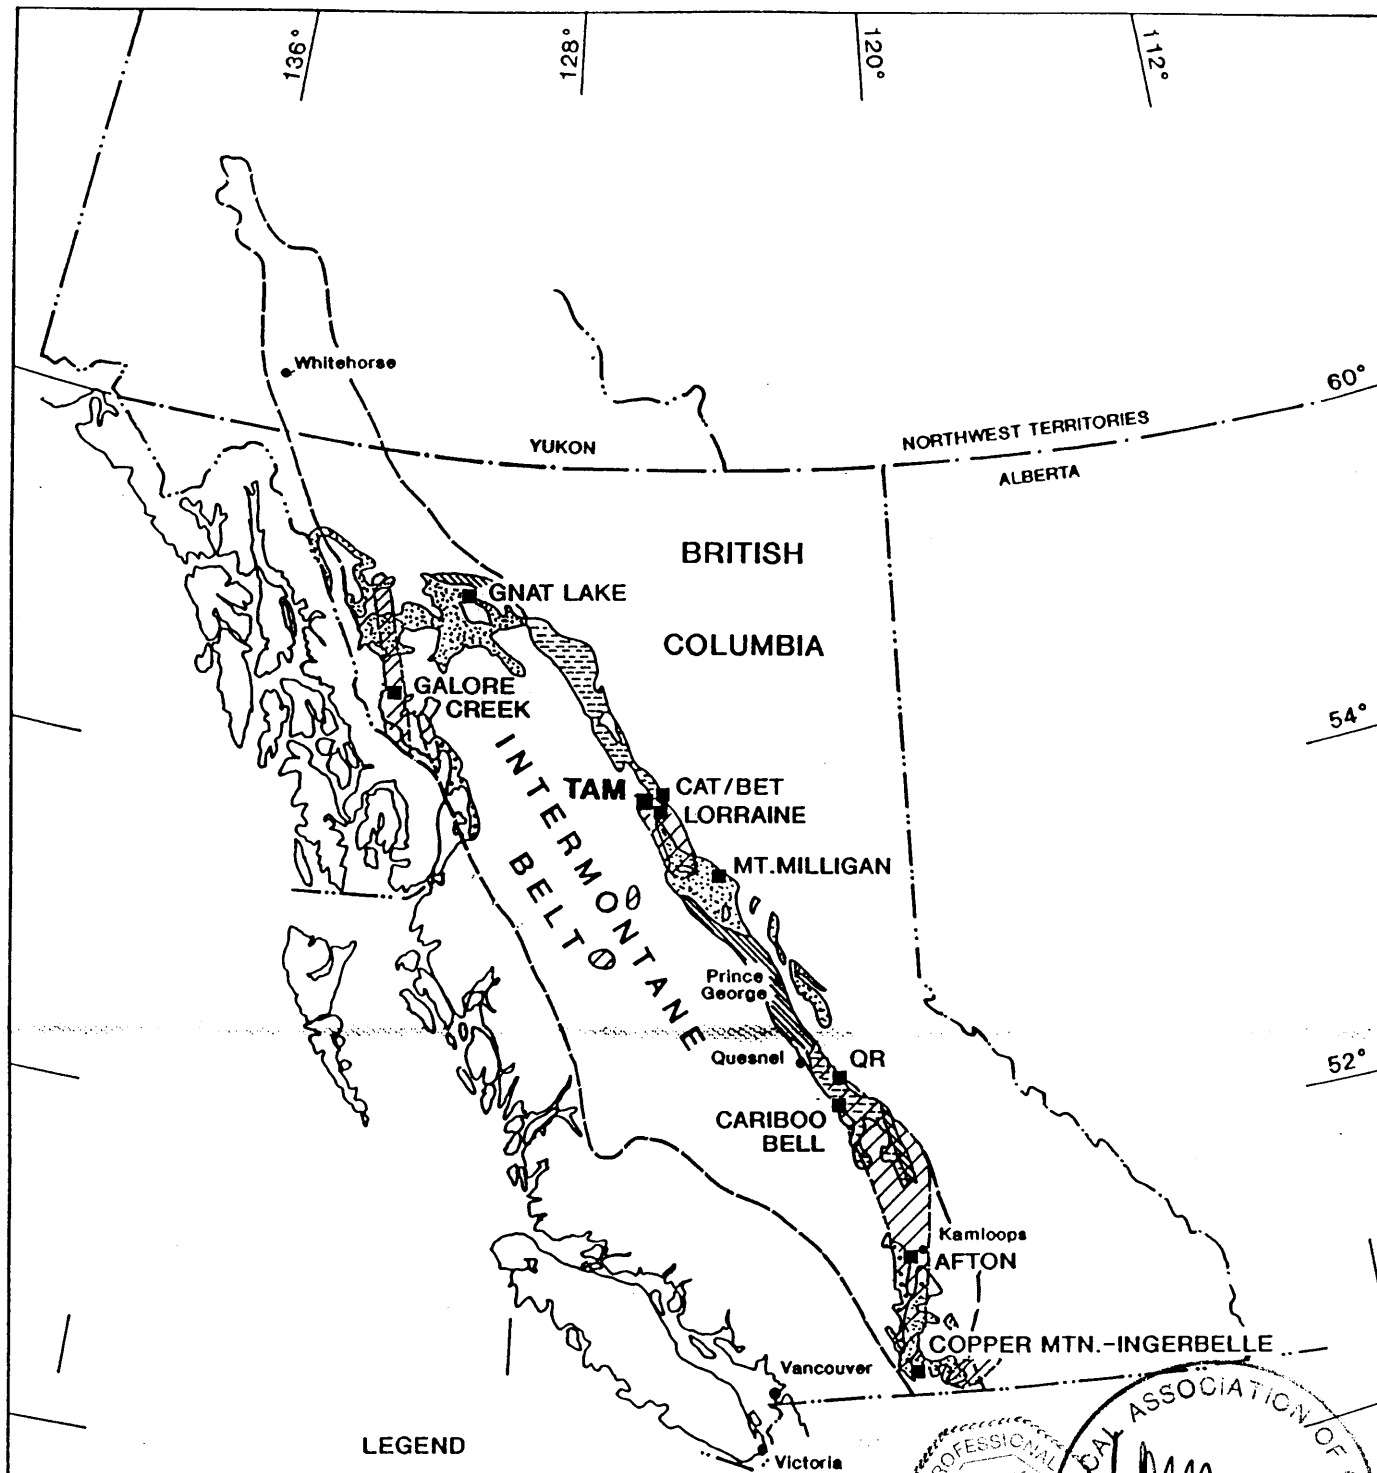 136°
128°
120°
112°
Whitehorse
60°
YUKON
NORTHWEST TERRITORIES
ALBERTA
BRITISH
COLUMBIA
GNAT LAKE
GALORE
CREEK
54°
INTERMONTANE
BELT
TAM
CAT/BET
LORRAINE
MT.MILLIGAN
Prince
George
52°
Quesnel
QR
CARIBOO
BELL
Kamloops
AFTON
COPPER MTN.-INGERBELLE
Vancouver
LEGEND
Victoria
PROFESSIONAL
CAL ASSOCIATION OF